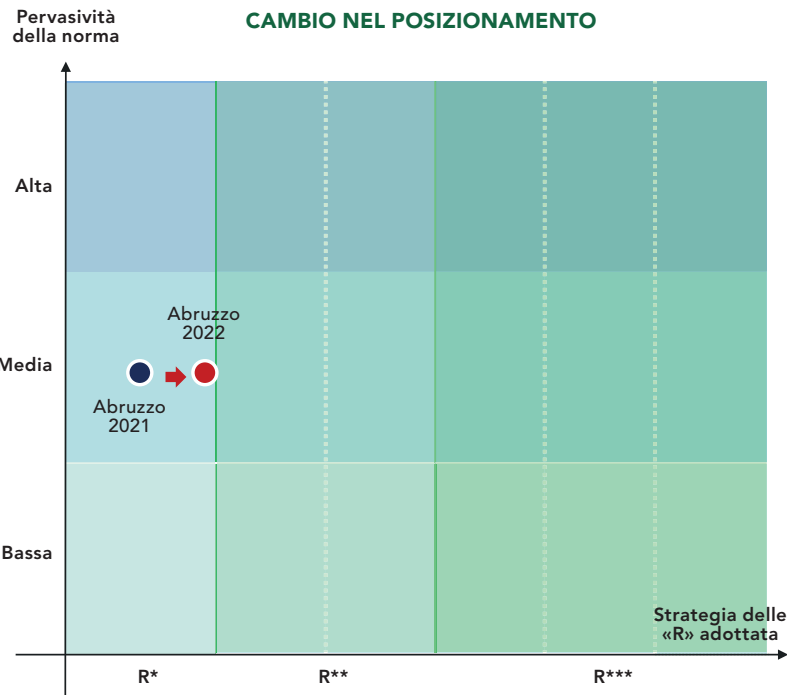 Pervasività
della norma
CAMBIO NEL POSIZIONAMENTO
Alta
Abruzzo
2022
Media
Abruzzo
2021
Bassa
Strategia delle
«R» adottata
R*
R**
R***